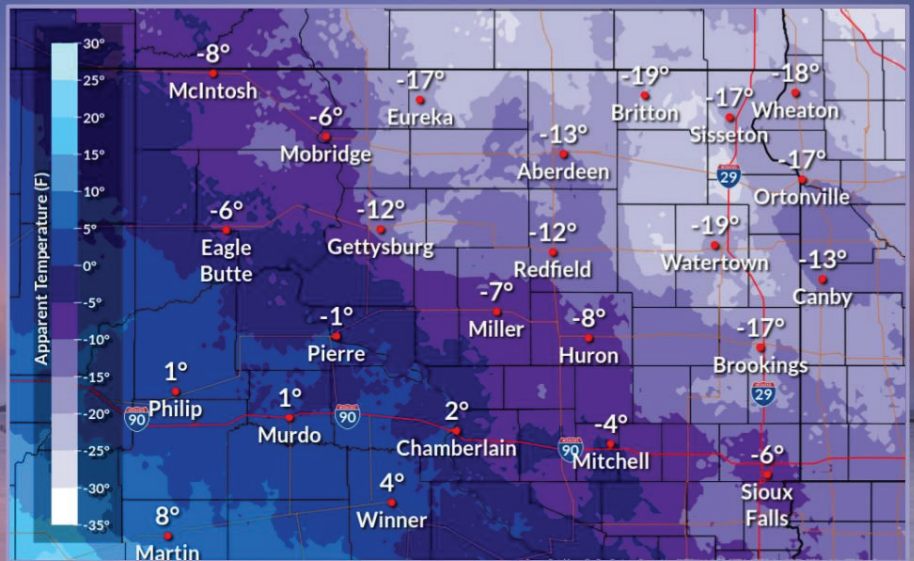 Apparent Temperature (F)
30°
25°
20°
15°
10°
5°
0°
-5°
-10°
-15°
-20°
-25°
-30°
-35°
-8°
McIntosh
-17°
Eureka
-19°
Britton
-17°
Sisseton
-18°
Wheaton
-6°
Mobridge
-13°
Aberdeen
29
-17°
Ortonville
-6°
Eagle
Butte
-12°
Gettysburg
-12°
Redfield
-19°
Watertown
-13°
Canby
-7°
Miller
-1°
Pierre
-8°
Huron
-17°
Brookings
1°
Philip
90
1°
Murdo
90
2°
Chamberlain
90
-4°
Mitchell
29
-6°
Sioux
Falls
4°
Winner
8°
Martin